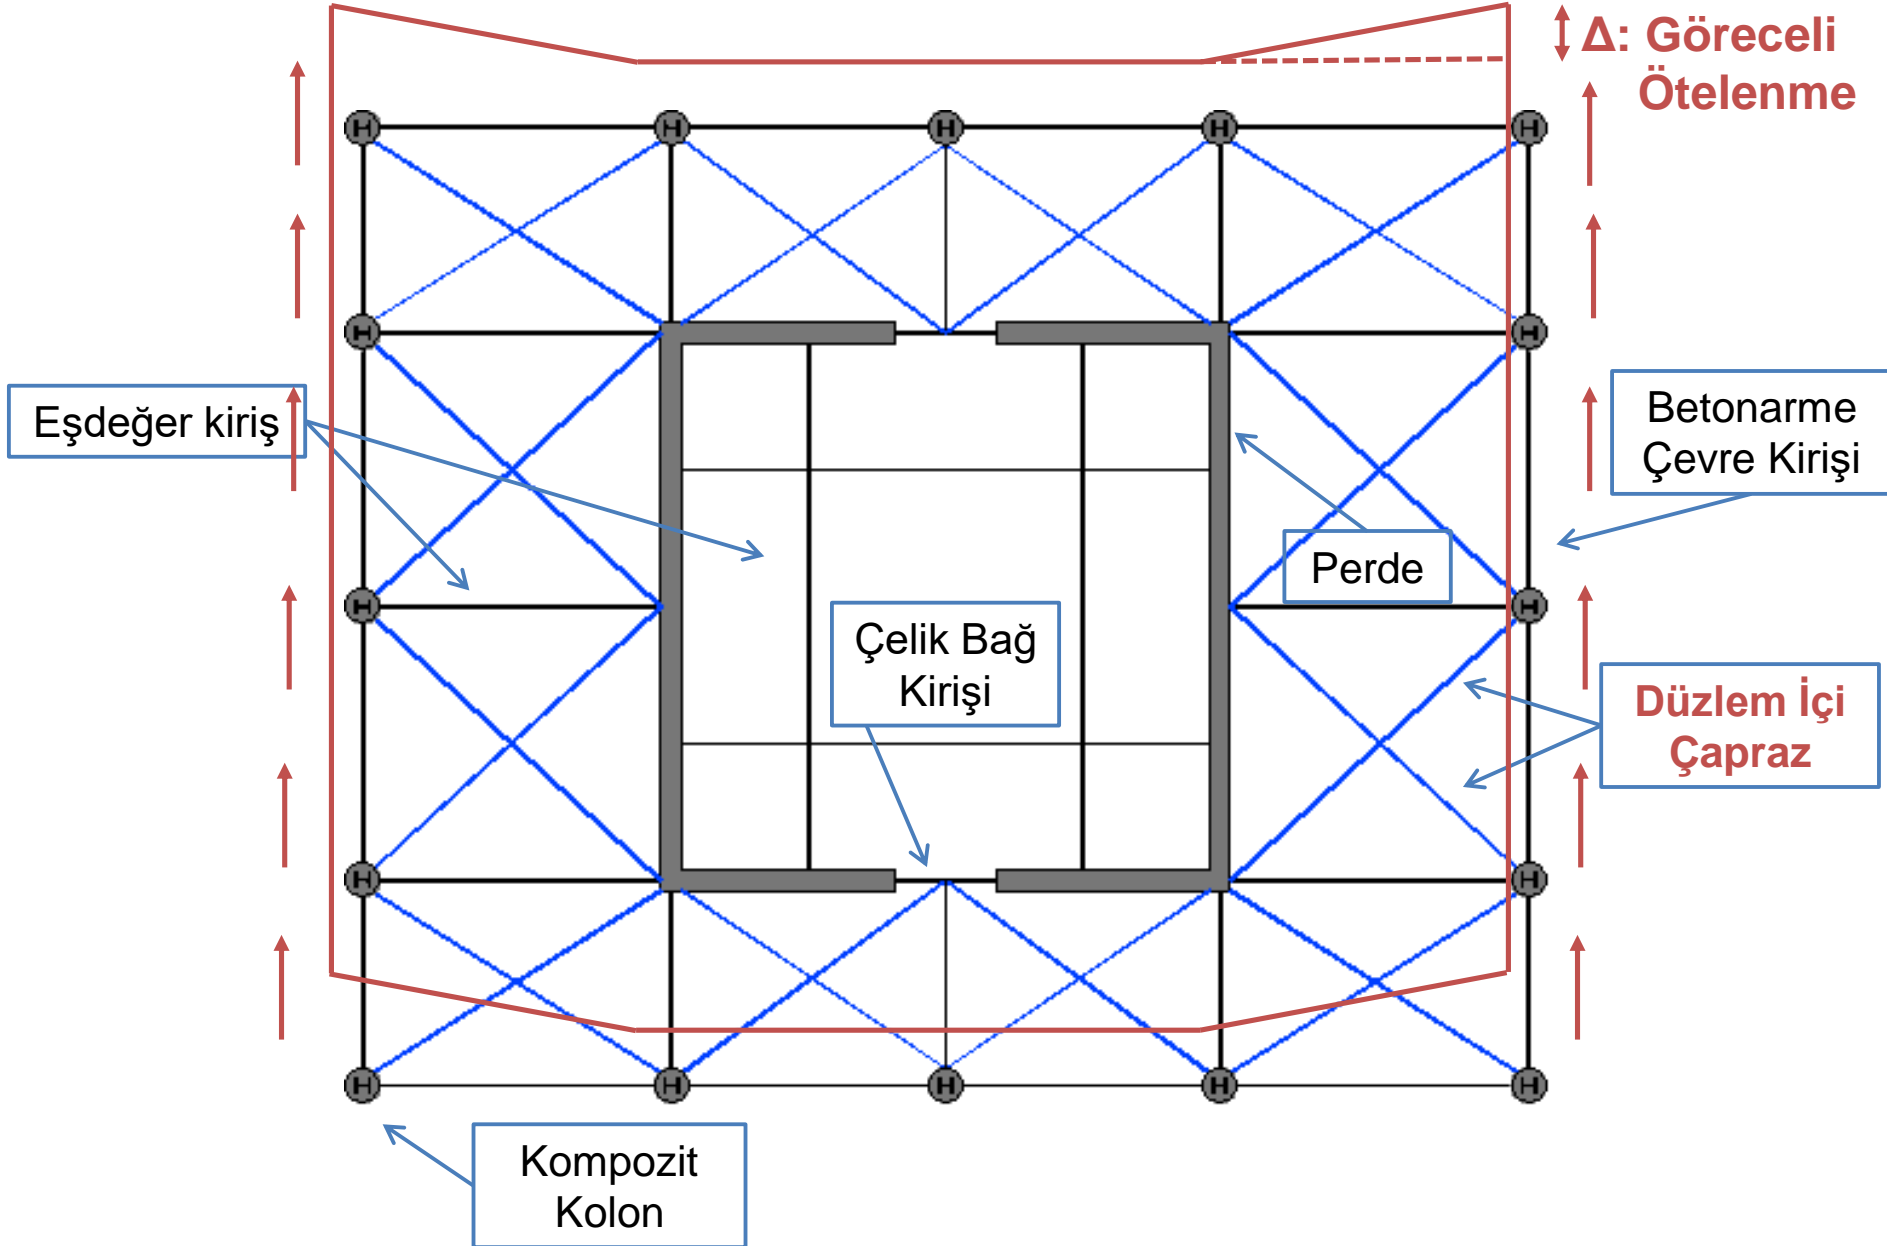 Δ: Göreceli
Ötelenme
H H H H H
H H
Eşdeğer kiriş
Betonarme
Çevre Kirişi
Perde
H H
Çelik Bağ
Kirişi
Düzlem İçi
Çapraz
H H
H H H H H
Kompozit
Kolon